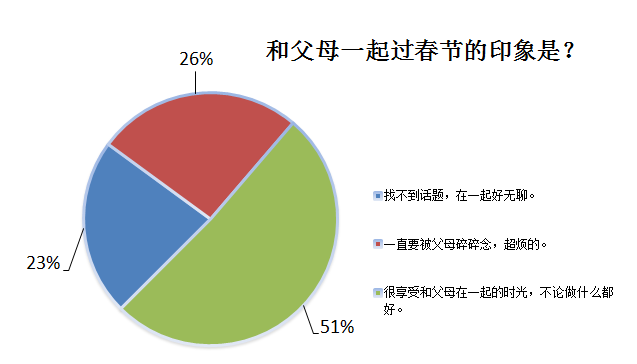 和父母一起过春节的印象是？
26%
找不到话题，在一起好无聊。
一直要被父母碎碎念，超烦的。
23%
很享受和父母在一起的时光，不论做什么都
好。
51%